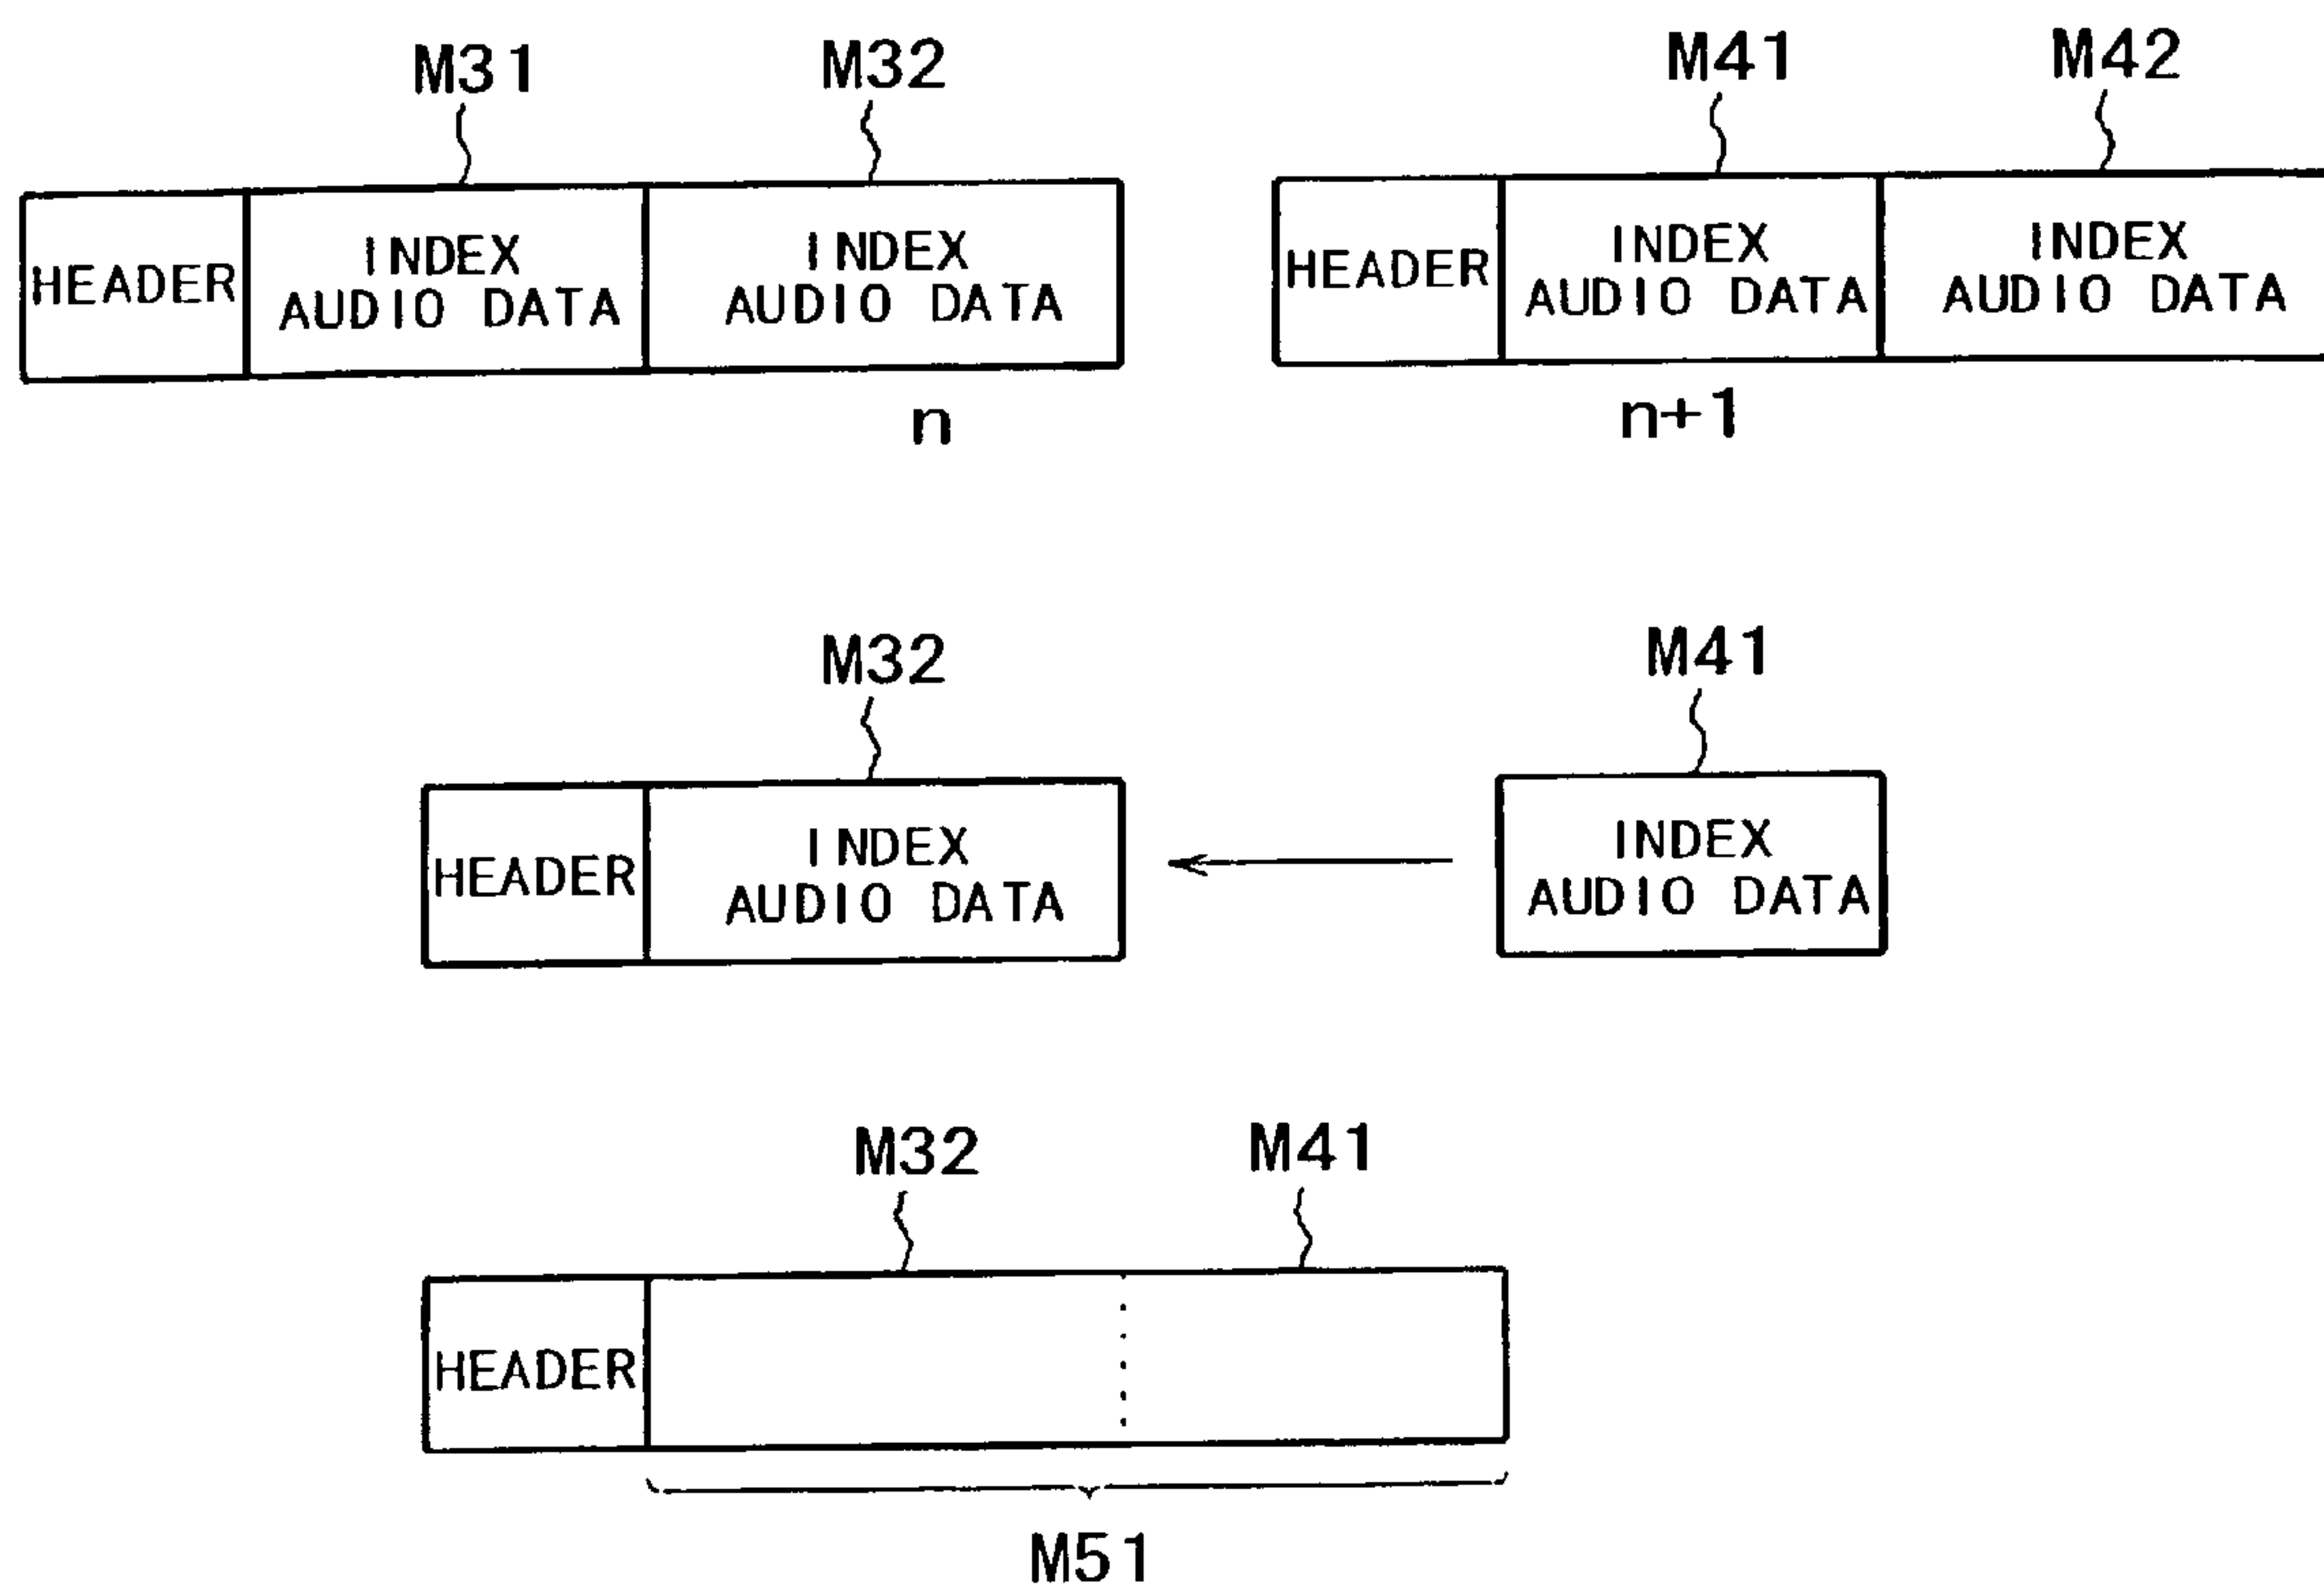 M31 M32 M41 M42
HEADER INDEX AUDIO DATA INDEX AUDIO DATA HEADER INDEX AUDIO DATA INDEX AUDIO DATA
n n+1
M32 M41
HEADER INDEX AUDIO DATA INDEX AUDIO DATA
M32 M41
HEADER
M51